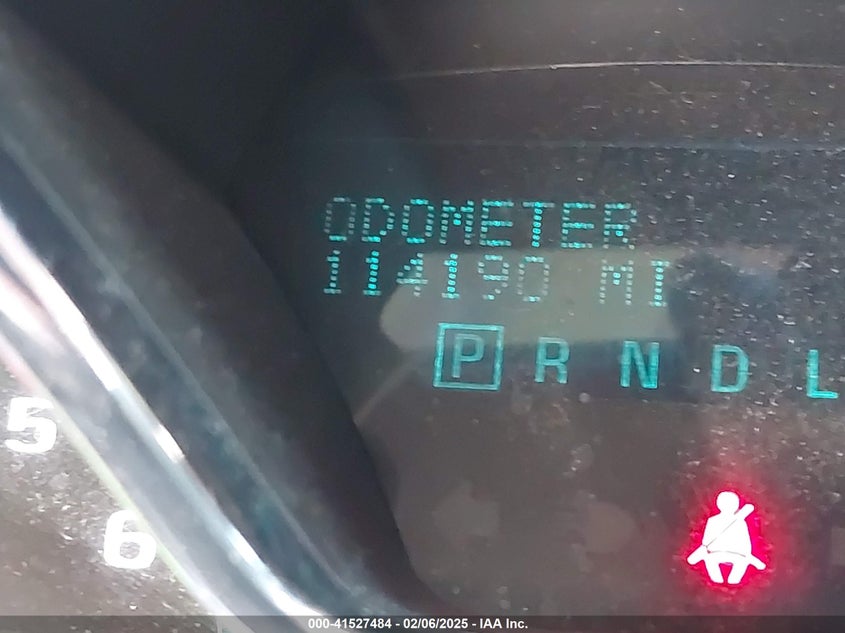 ODOMETER
114190 MI
P R N D L
5
6
000-41527484 - 02/06/2025 - IAA Inc.